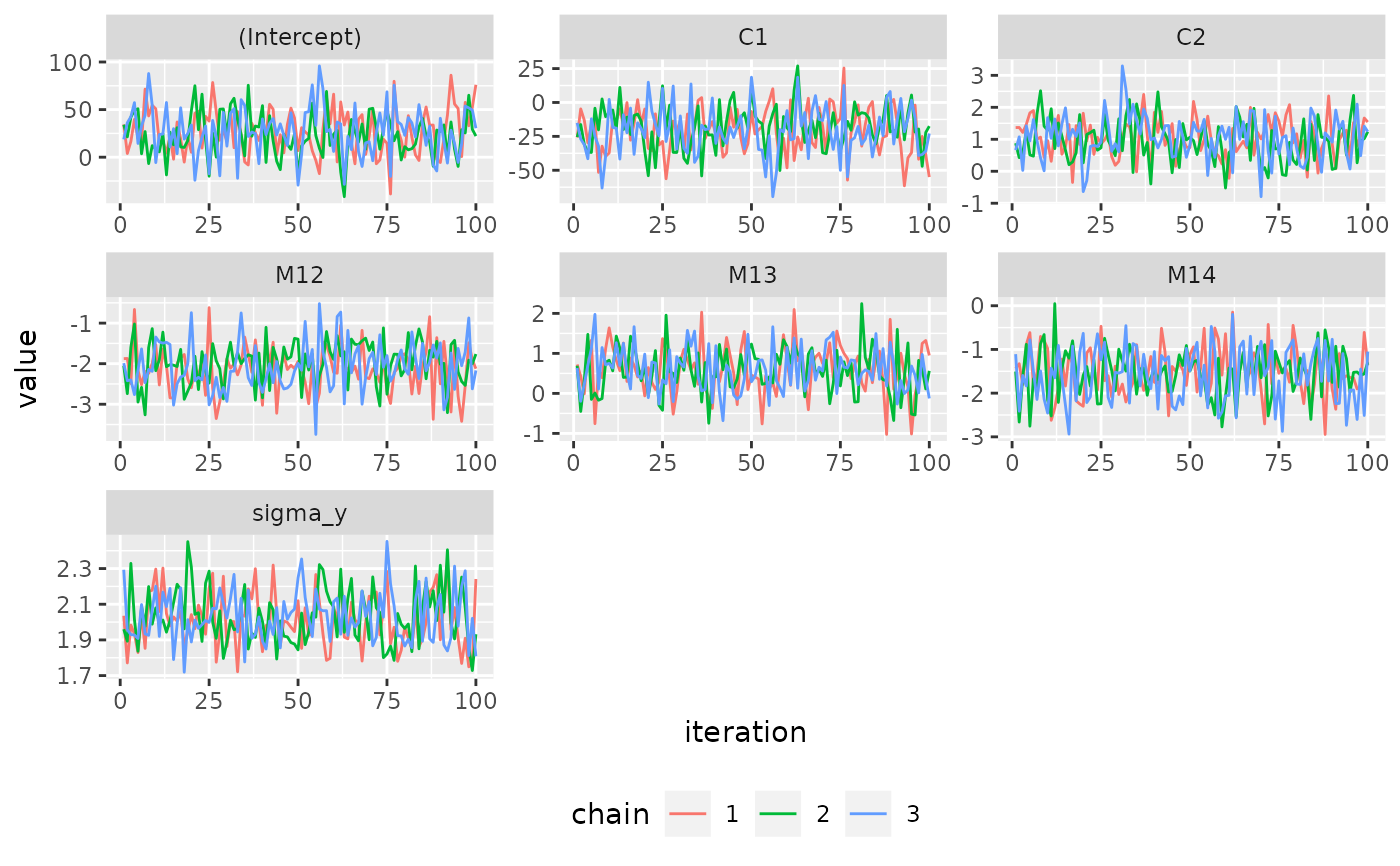 (Intercept) C1 C2
100 50 0
25 0 -25 -50
3 2 1 0 -1
0 25 50 75 100 0 25 50 75 100 0 25 50 75 100
M12 M13 M14
-1 -2 -3
2 1 0 -1
0 -1 -2 -3
0 25 50 75 100 0 25 50 75 100 0 25 50 75 100
value
sigma_y
2.3
2.1
1.9
1.7
0 25 50 75 100
iteration
chain 1 2 3